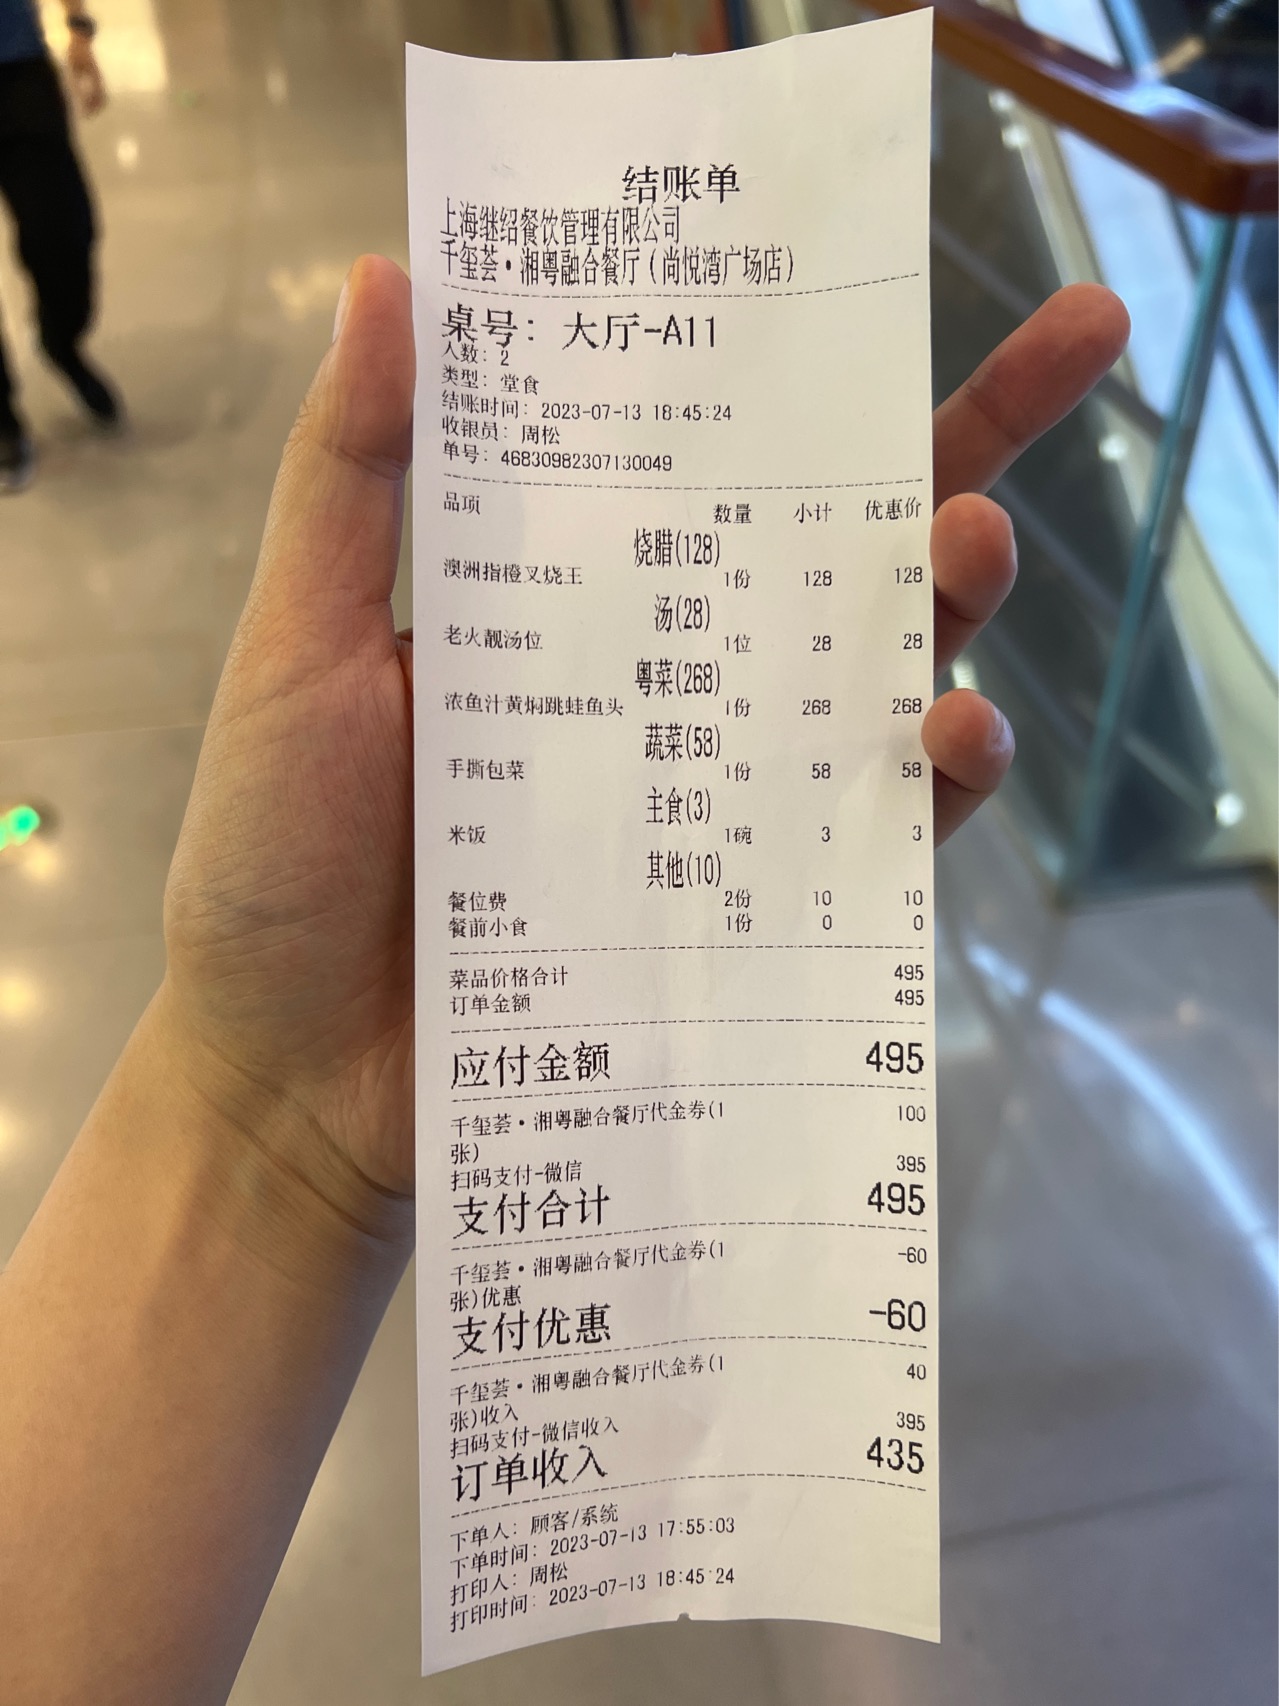 结账单
上海继绍餐饮管理有限公司
千玺荟·湘粤融合餐厅(尚悦湾广场店)
桌号: 大厅-A11
人数: 2
类型: 堂食
结账时间: 2023-07-13 18:45:24
收银员: 周松
单号: 46830982307130049
品项 数量 小计 优惠价
烧腊(128)
澳洲指橙叉烧王 1份 128 128
汤(28)
老火靓汤位 1位 28 28
粤菜(268)
浓鱼汁黄焖跳蛙鱼头 1份 268 268
蔬菜(58)
手撕包菜 1份 58 58
主食(3)
米饭 1碗 3 3
其他(10)
餐位费 2份 10 10
餐前小食 1份 0 0
菜品价格合计 495
订单金额 495
应付金额 495
千玺荟·湘粤融合餐厅代金券(1 100
张)
扫码支付-微信 395
支付合计 495
千玺荟·湘粤融合餐厅代金券(1 -60
张)优惠
支付优惠 -60
千玺荟·湘粤融合餐厅代金券(1 40
张)收入
扫码支付-微信收入 395
订单收入 435
下单人: 顾客/系统
下单时间: 2023-07-13 17:55:03
打印人: 周松
打印时间: 2023-07-13 18:45:24